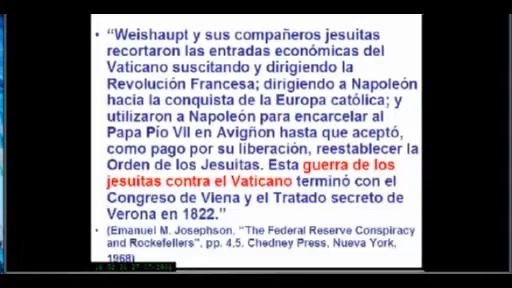 • “Weishaupt y sus compañeros jesuitas
recortaron las entradas económicas del
Vaticano suscitando y dirigiendo la
Revolución Francesa; dirigiendo a Napoleón
hacia la conquista de la Europa católica; y
utilizaron a Napoleón para encarcelar al
Papa Pío VII en Avigñon hasta que aceptó,
como pago por su liberación, reestablecer la
Orden de los Jesuitas. Esta guerra de los
jesuitas contra el Vaticano terminó con el
Congreso de Viena y el Tratado secreto de
Verona en 1822.”
• (Emanuel M. Josephson, “The Federal Reserve Conspiracy
and Rockefellers”, pp. 4,5. Chedney Press, Nueva York,
1968)